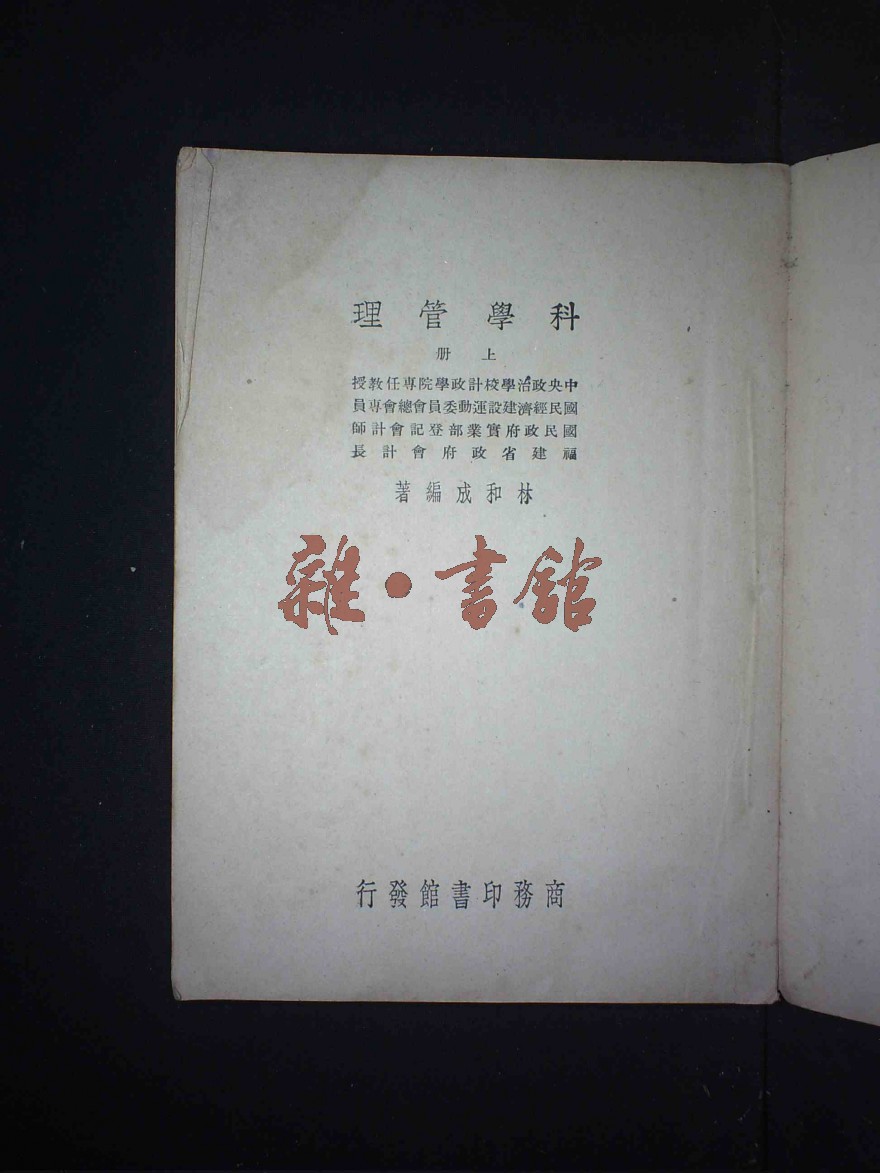 科學管理
上册
中央政治學校計政學院專任教授
國民經濟建設運動委員會總會專員
國民政府實業部登記會計師
福建省政府會計長
林和成編著
雜·書館
商務印書館發行